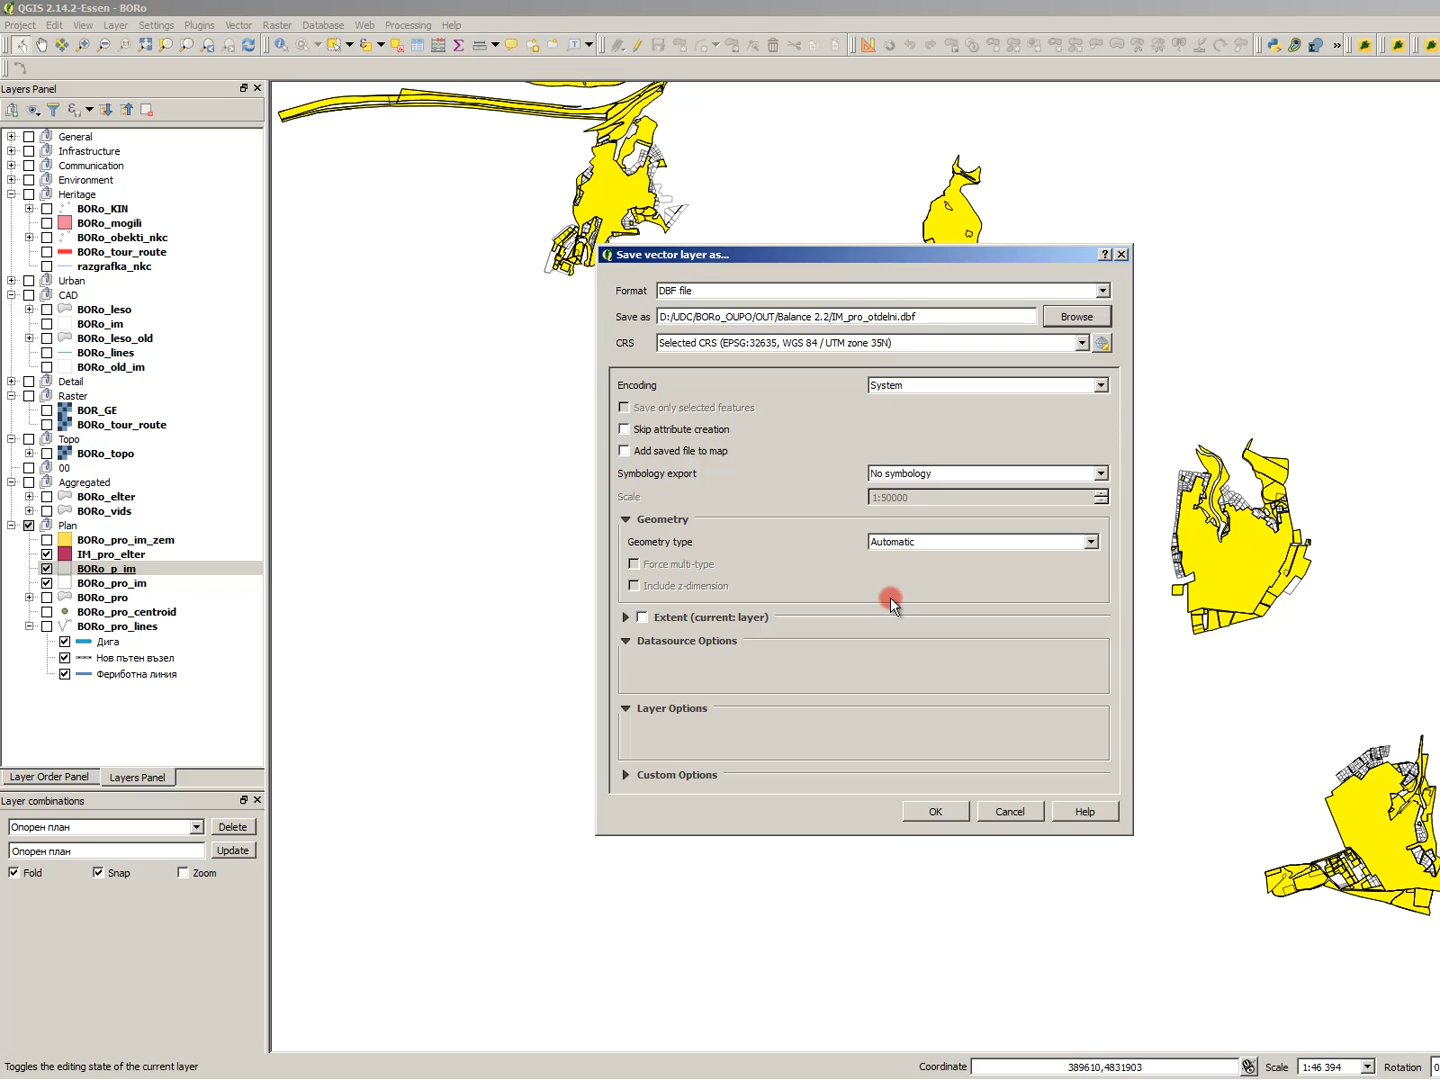 QGIS 2.14.2-Essen - BORo
Project Edit View Layer Settings Plugins Vector Raster Database Web Processing Help
Layers Panel
General
Infrastructure
Communication
Environment
Heritage
BORo_KIN
BORo_mogili
BORo_obekti_nkc
BORo_tour_route
razgrafka_nkc
Urban
CAD
BORo_leso
BORo_im
BORo_leso_old
BORo_lines
BORo_old_im
Detail
Raster
BOR_GE
BORo_tour_route
Topo
BORo_topo
00
Aggregated
BORo_elter
BORo_vids
Plan
BORo_pro_im_zem
IM_pro_elter
BORo_p_im
BORo_pro_im
BORo_pro
BORo_pro_centroid
BORo_pro_lines
Дига
Нов пътен възел
Фериботна линия
Layer Order Panel Layers Panel
Layer combinations
Опорен план Delete
Опорен план Update
Fold Snap Zoom
Save vector layer as...
Format DBF file
Save as D:/UDC/BORo_OUPO/OUT/Balance 2.2/IM_pro_otdelni.dbf Browse
CRS Selected CRS (EPSG:32635, WGS 84 / UTM zone 35N)
Encoding System
Save only selected features
Skip attribute creation
Add saved file to map
Symbology export No symbology
Scale 1:50000
Geometry
Geometry type Automatic
Force multi-type
Include z-dimension
Extent (current: layer)
Datasource Options
Layer Options
Custom Options
OK Cancel Help
Toggles the editing state of the current layer
Coordinate 389610,4831903 Scale 1:46 394 Rotation